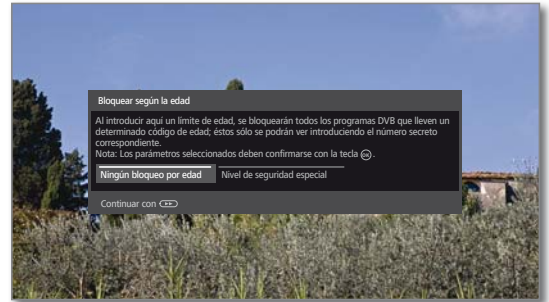 Bloquear según la edad
Al introducir aquí un límite de edad, se bloquearán todos los programas DVB que lleven un
determinado código de edad; éstos sólo se podrán ver introduciendo el número secreto
correspondiente.
Nota: Los parámetros seleccionados deben confirmarse con la tecla OK.
Ningún bloqueo por edad Nivel de seguridad especial
Continuar con